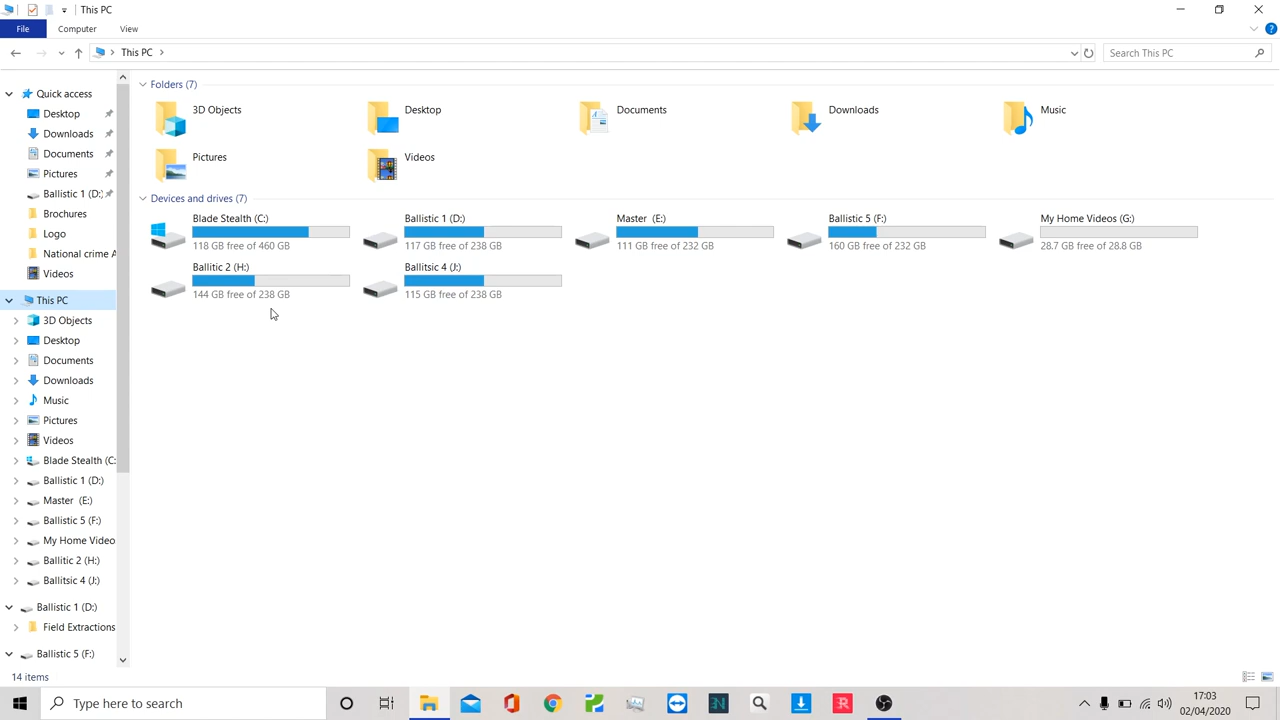 This PC
File Computer View
This PC
Search This PC
Quick access
Desktop
Downloads
Documents
Pictures
Ballistic 1 (D:)
Brochures
Logo
National crime A
Videos
This PC
3D Objects
Desktop
Documents
Downloads
Music
Pictures
Videos
Blade Stealth (C:
Ballistic 1 (D:)
Master (E:)
Ballistic 5 (F:)
My Home Video
Ballitic 2 (H:)
Ballitsic 4 (J:)
Ballistic 1 (D:)
Field Extractions
Ballistic 5 (F:)
Folders (7)
3D Objects Desktop Documents Downloads Music
Pictures Videos
Devices and drives (7)
Blade Stealth (C:) Ballistic 1 (D:) Master (E:) Ballistic 5 (F:) My Home Videos (G:)
118 GB free of 460 GB 117 GB free of 238 GB 111 GB free of 232 GB 160 GB free of 232 GB 28.7 GB free of 28.8 GB
Ballitic 2 (H:) Ballitsic 4 (J:)
144 GB free of 238 GB 115 GB free of 238 GB
14 items
Type here to search
17:03
02/04/2020